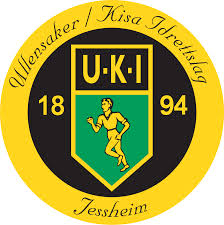 Ullensaker / Kisa Idrettslag
U·K·I
18 94
Jessheim